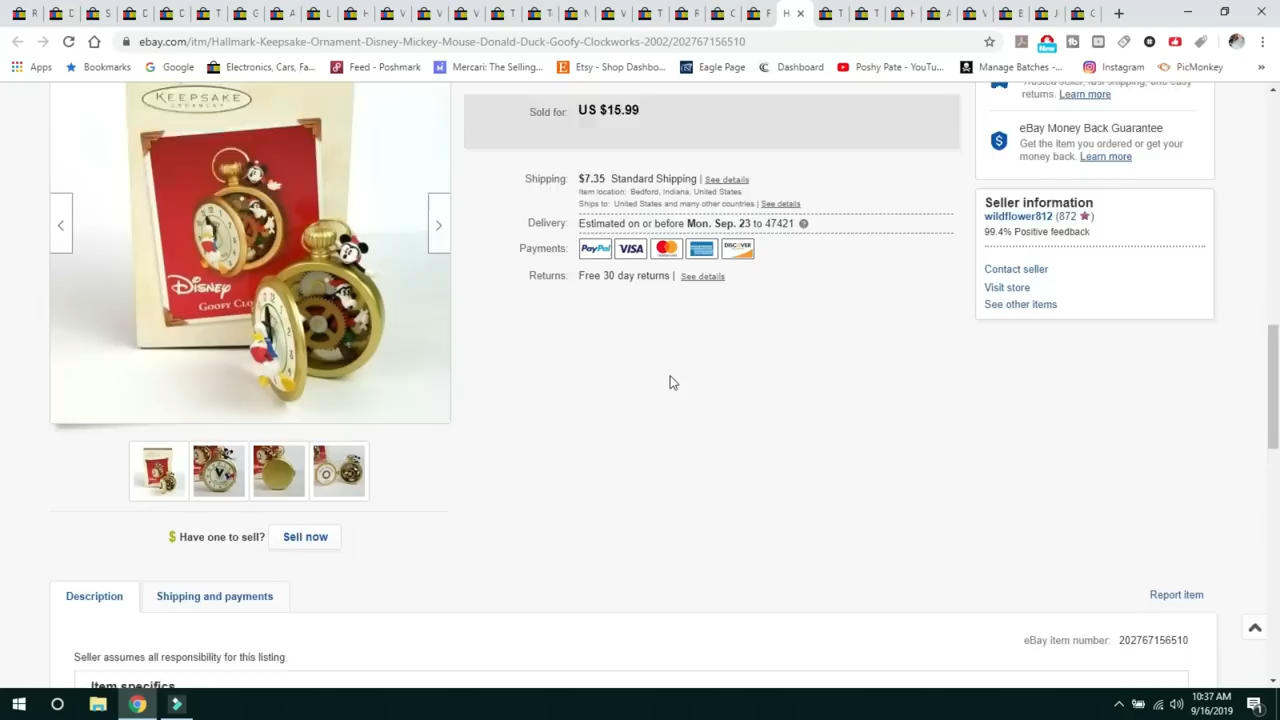 R
D
S
D
D
T
G
A
L
H
V
V
V
T
T
N
V
T
R
C
F
H
T
T
H
A
V
E
J
C
ebay.com/itm/Hallmark-Keepsake-Ornament-Disney-Mickey-Mouse-Donald-Duck-Goofy-Clockworks-2002/202767156510
New
Apps
Bookmarks
Google
Electronics, Cars, Fa...
Feed - Poshmark
Mercari: The Selling...
Etsy - Shop Dashbo...
Eagle Page
Dashboard
Poshy Pate - YouTu...
Manage Batches -...
Instagram
PicMonkey
»
KEEPSAKE
ORNAMENT
DISNEY
GOOFY CLO
Sold for: US $15.99
Shipping: $7.35 Standard Shipping | See details
Item location: Bedford, Indiana, United States
Ships to: United States and many other countries | See details
Delivery: Estimated on or before Mon. Sep. 23 to 47421
Payments: PayPal VISA MasterCard DISCOVER
Returns: Free 30 day returns | See details
returns. Learn more
eBay Money Back Guarantee
Get the item you ordered or get your
money back. Learn more
Seller information
wildflower812 (872 )
99.4% Positive feedback
Contact seller
Visit store
See other items
$ Have one to sell? Sell now
Description
Shipping and payments
Report item
eBay item number: 202767156510
Seller assumes all responsibility for this listing.
Item specifics
10:37 AM
9/16/2019
1